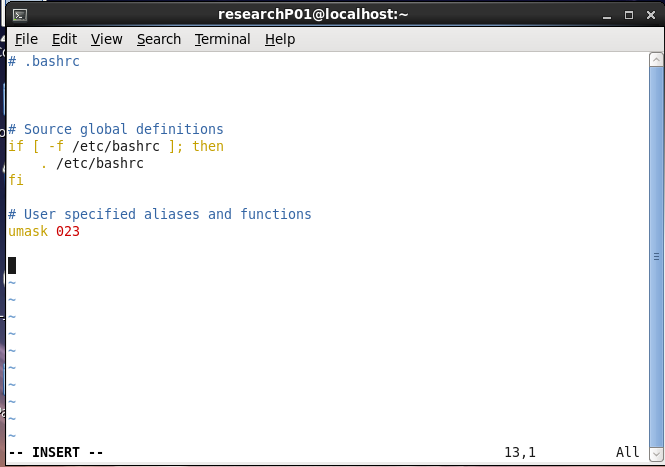 researchP01@localhost:~
File Edit View Search Terminal Help
# .bashrc
# Source global definitions
if [ -f /etc/bashrc ]; then
    . /etc/bashrc
fi
# User specified aliases and functions
umask 023
~
~
~
~
~
~
~
~
~
~
-- INSERT -- 13,1 All